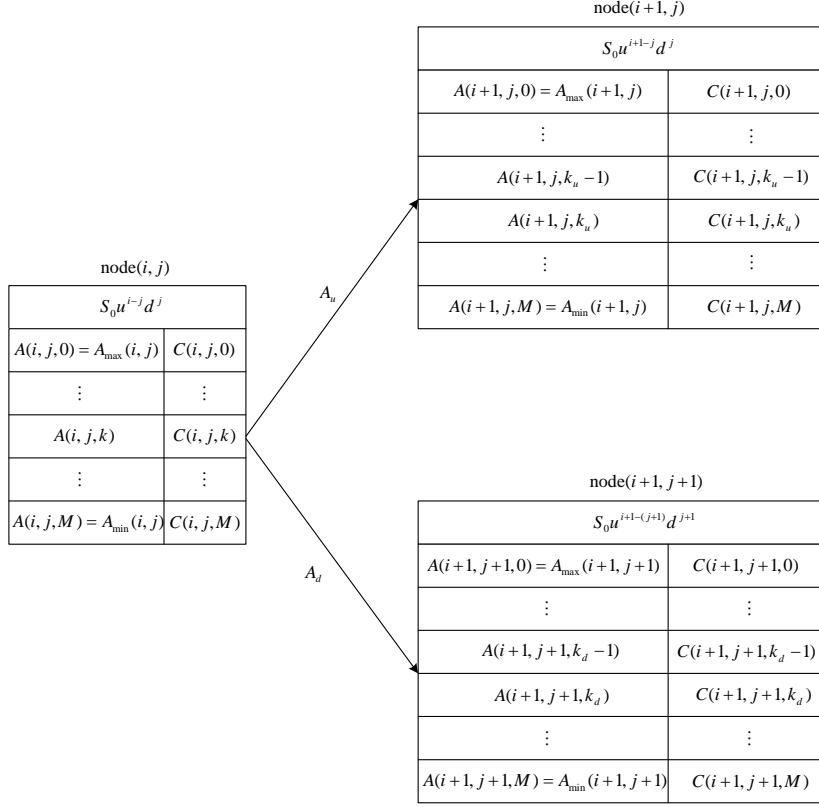 node(i+1, j)
S₀u^{i+1−j}d^{j}
A(i+1, j,0) = A_max(i+1, j) C(i+1, j,0)
⋮ ⋮
A(i+1, j,k_u −1) C(i+1, j,k_u −1)
A(i+1, j,k_u) C(i+1, j,k_u)
⋮ ⋮
A(i+1, j,M) = A_min(i+1, j) C(i+1, j,M)
node(i, j)
S₀u^{i−j}d^{j}
A(i, j,0) = A_max(i, j) C(i, j,0)
⋮ ⋮
A(i, j,k) C(i, j,k)
⋮ ⋮
A(i, j,M) = A_min(i, j) C(i, j,M)
A_u
A_d
node(i+1, j+1)
S₀u^{i+1−(j+1)}d^{j+1}
A(i+1, j+1,0) = A_max(i+1, j+1) C(i+1, j+1,0)
⋮ ⋮
A(i+1, j+1,k_d −1) C(i+1, j+1,k_d −1)
A(i+1, j+1,k_d) C(i+1, j+1,k_d)
⋮ ⋮
A(i+1, j+1,M) = A_min(i+1, j+1) C(i+1, j+1,M)